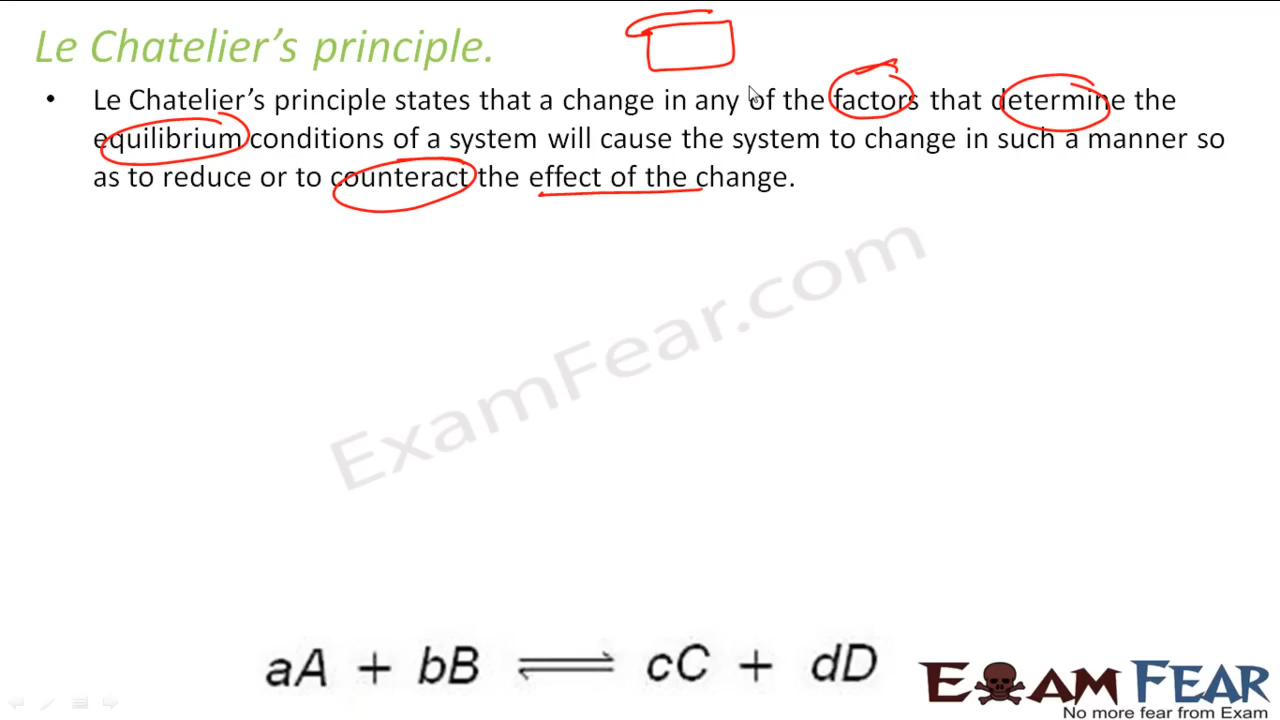 Le Chatelier's principle.
• Le Chatelier's principle states that a change in any of the factors that determine the
equilibrium conditions of a system will cause the system to change in such a manner so
as to reduce or to counteract the effect of the change.
ExamFear.com
aA + bB ⇌ cC + dD
EXAM FEAR
No more fear from Exam